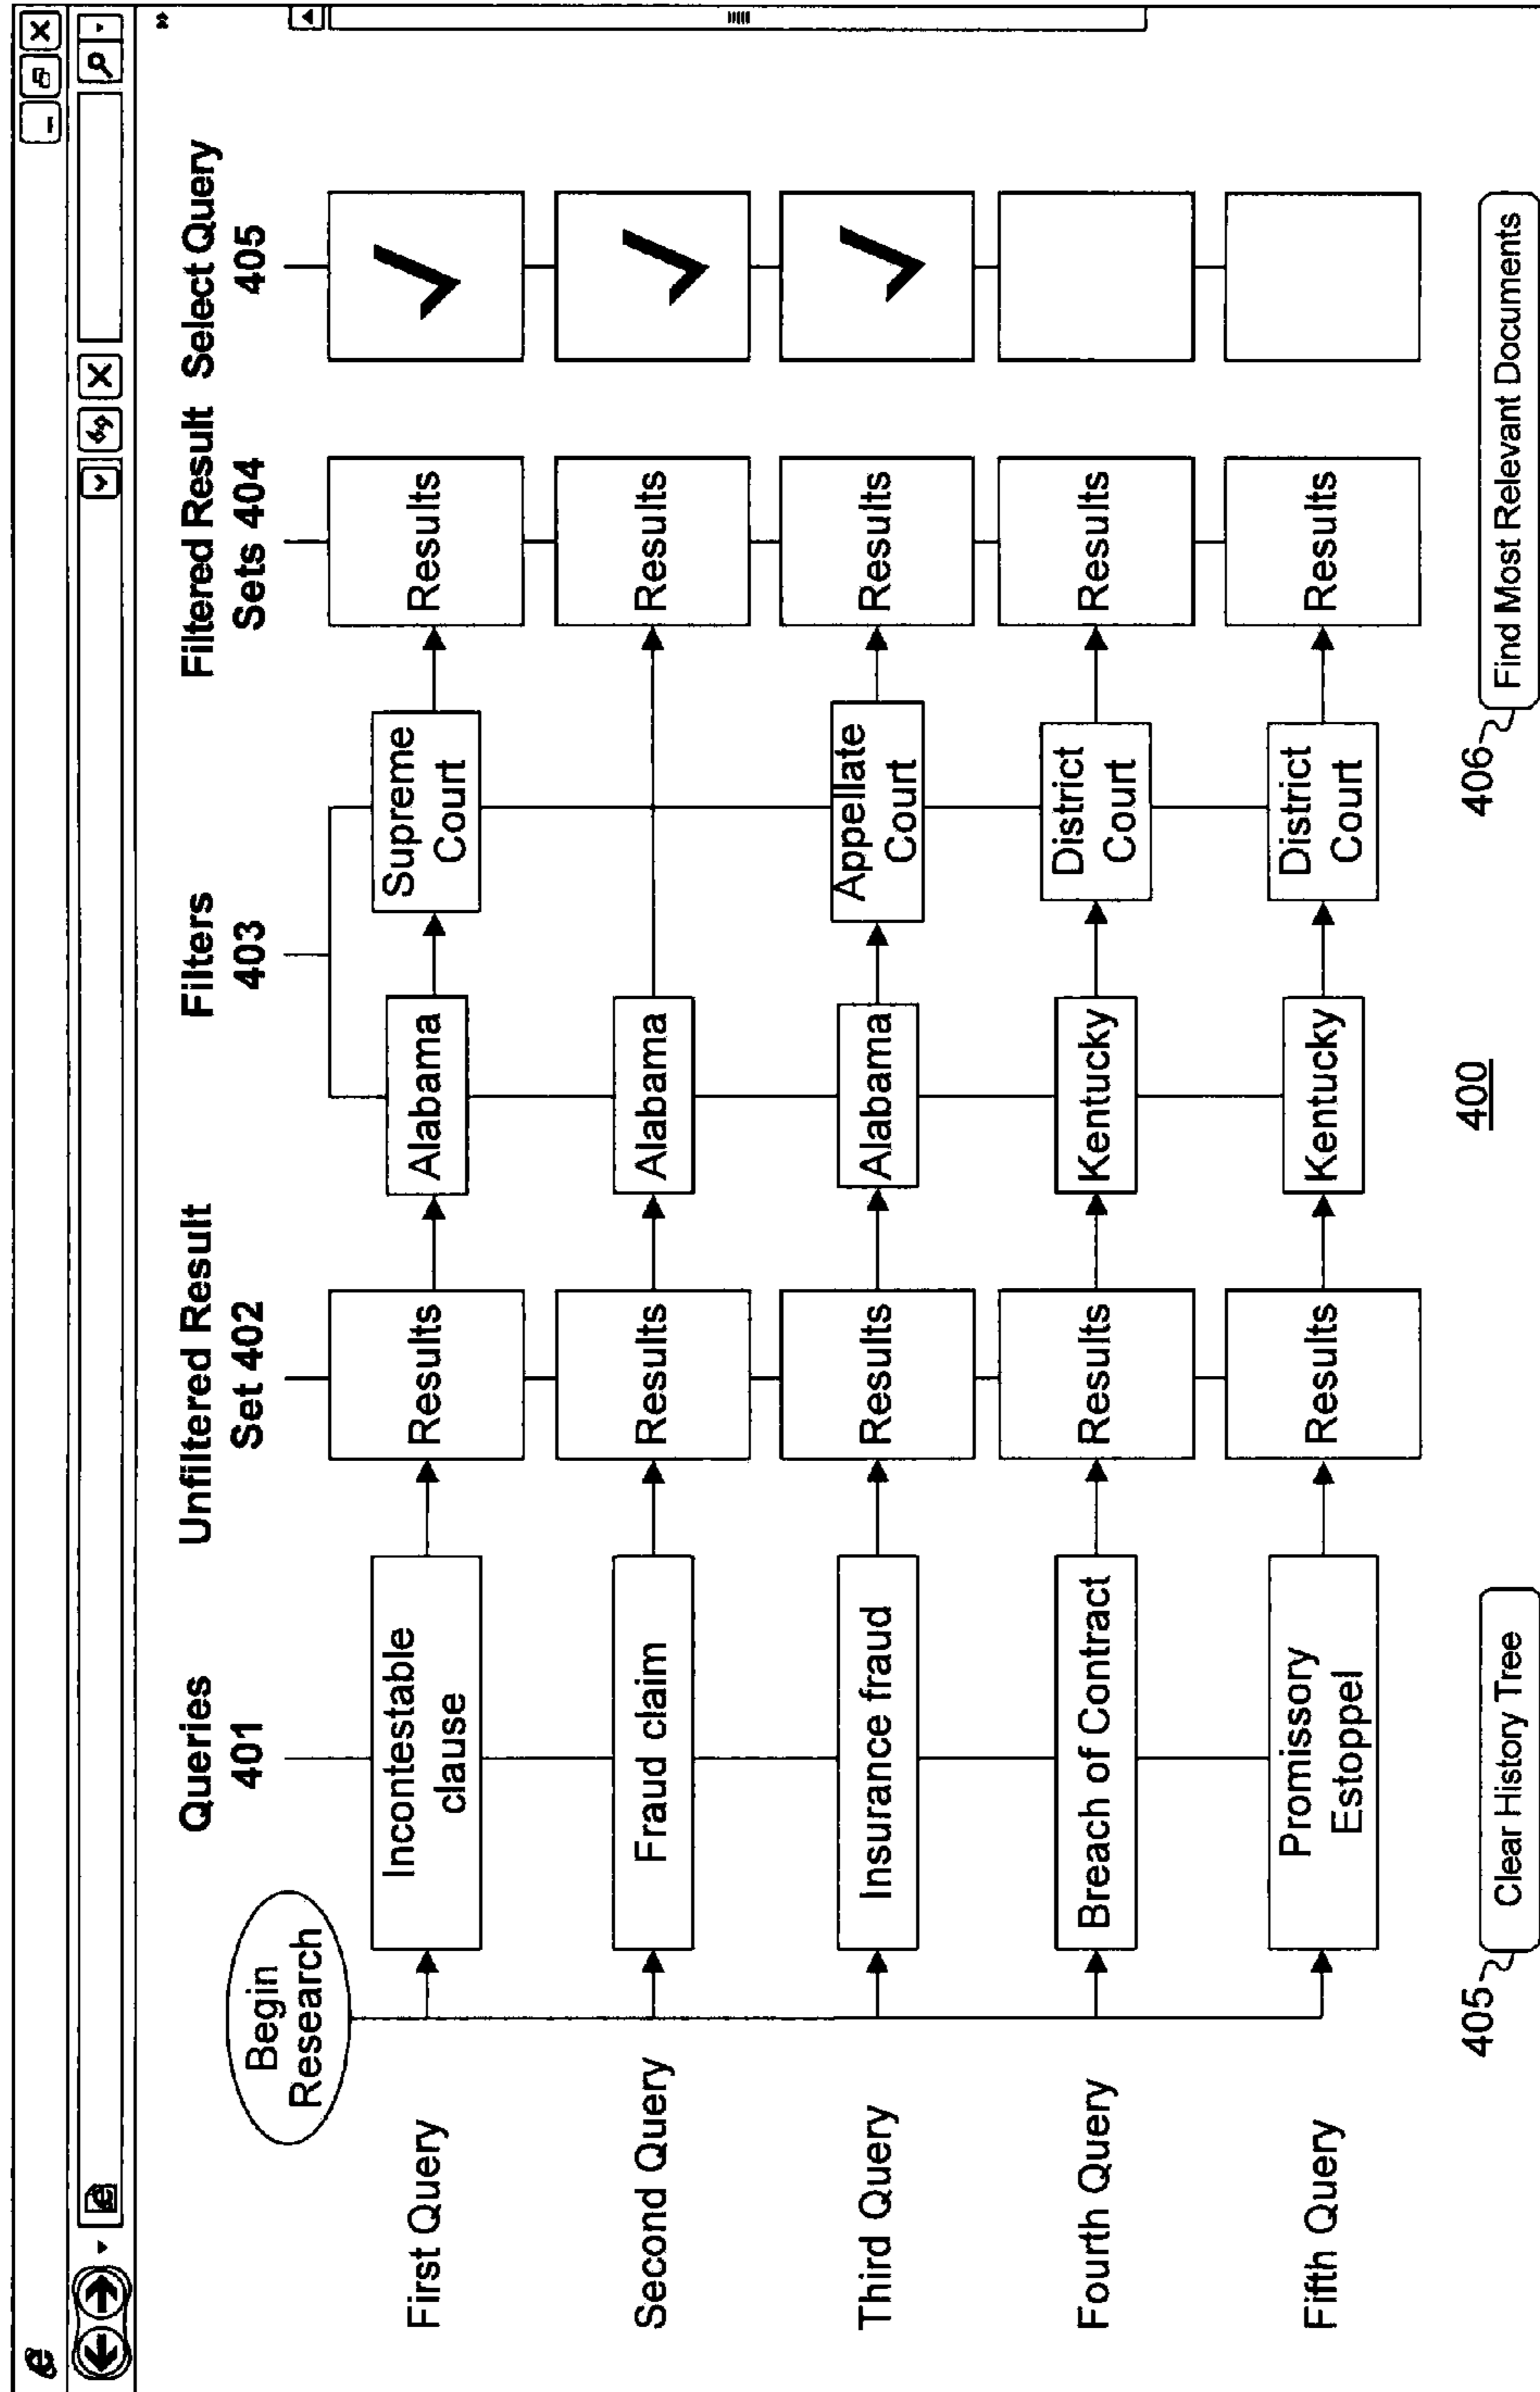 Queries
401
Unfiltered Result
Set 402
Filters
403
Filtered Result
Sets 404
Select Query
405
Begin
Research
First Query
Incontestable
clause
Results
Alabama
Supreme
Court
Results
Second Query
Fraud claim
Results
Alabama
Results
Third Query
Insurance fraud
Results
Alabama
Appellate
Court
Results
Fourth Query
Breach of Contract
Results
Kentucky
District
Court
Results
Fifth Query
Promissory
Estoppel
Results
Kentucky
District
Court
Results
405
Clear History Tree
400
406
Find Most Relevant Documents